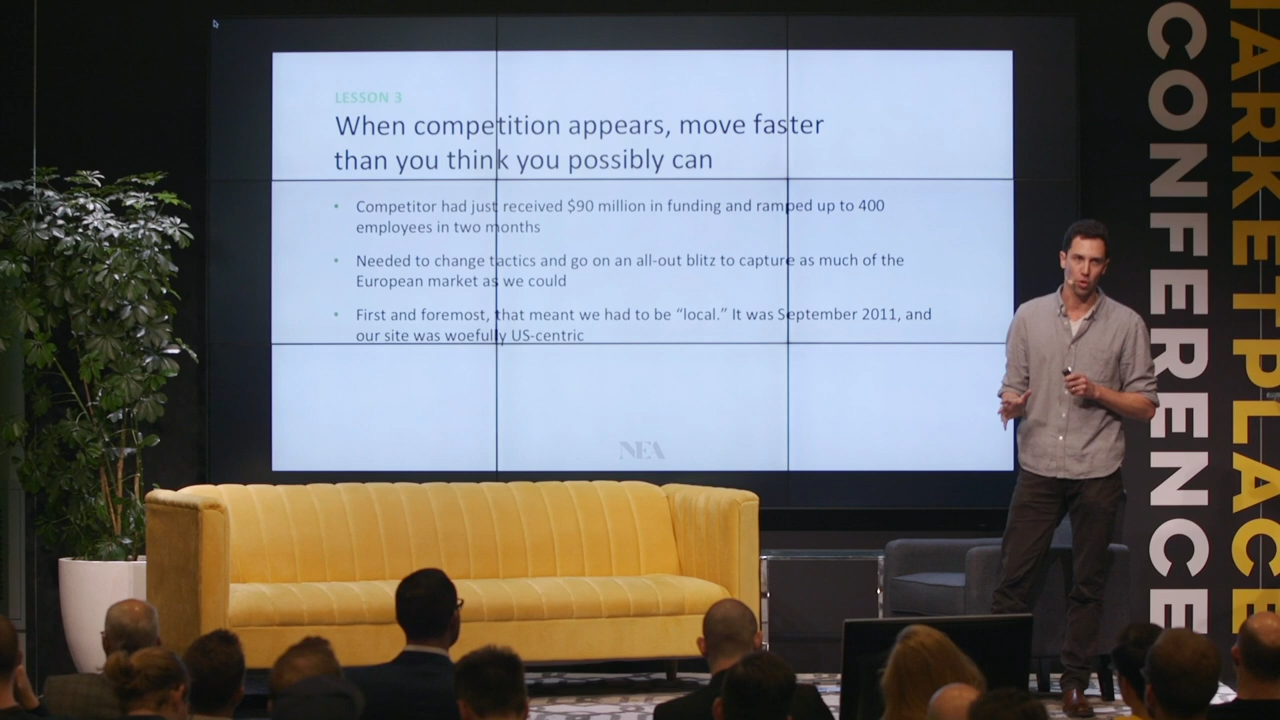 LESSON 3
When competition appears, move faster
than you think you possibly can
• Competitor had just received $90 million in funding and ramped up to 400
employees in two months
• Needed to change tactics and go on an all-out blitz to capture as much of the
European market as we could
• First and foremost, that meant we had to be “local.” It was September 2011, and
our site was woefully US-centric
NEA
CONFERENCE
ARKETPLACE